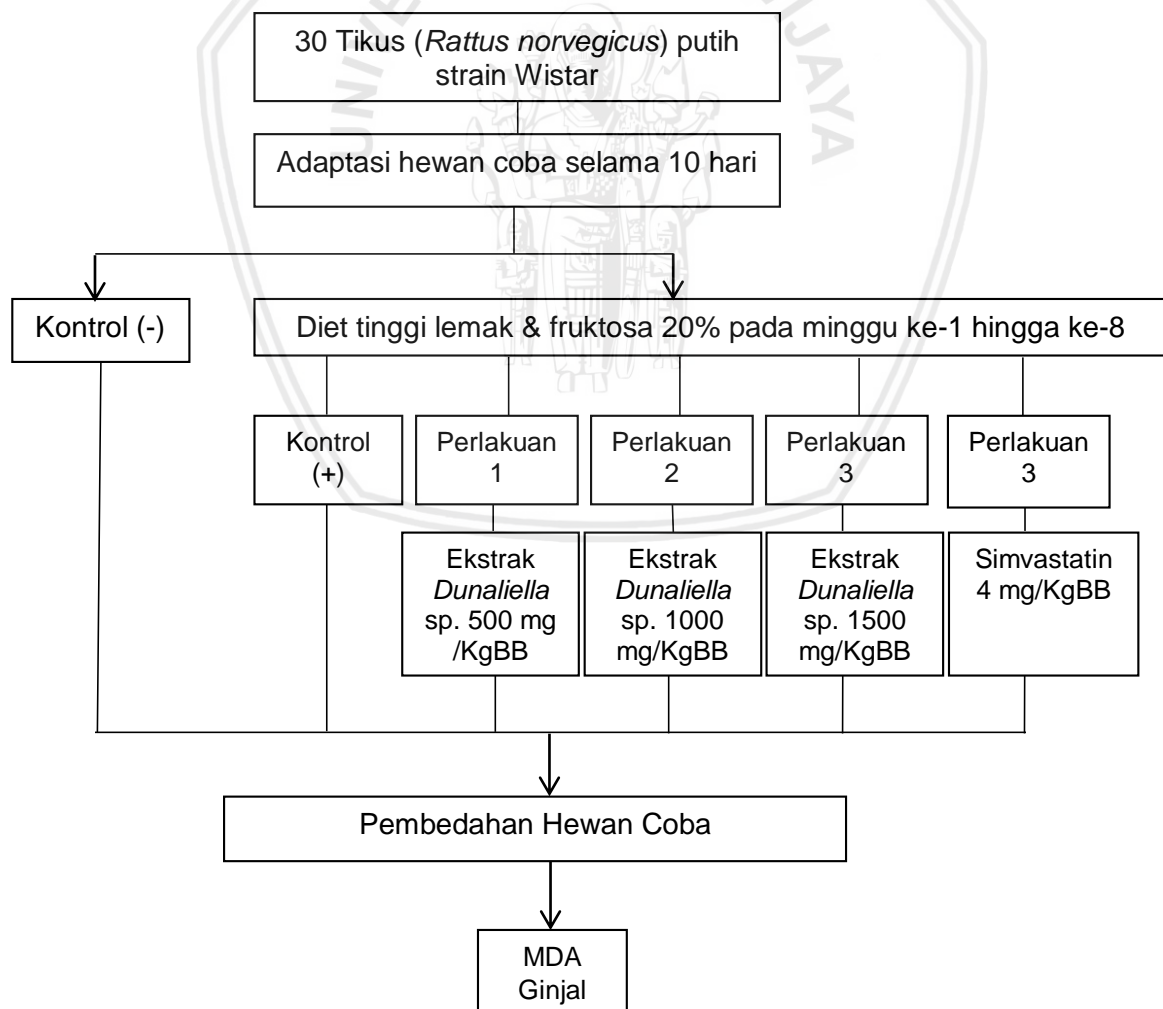 30 Tikus (Rattus norvegicus) putih
strain Wistar
Adaptasi hewan coba selama 10 hari
Kontrol (-)
Diet tinggi lemak & fruktosa 20% pada minggu ke-1 hingga ke-8
Kontrol
(+)
Perlakuan
1
Perlakuan
2
Perlakuan
3
Perlakuan
3
Ekstrak
Dunaliella
sp. 500 mg
/KgBB
Ekstrak
Dunaliella
sp. 1000
mg/KgBB
Ekstrak
Dunaliella
sp. 1500
mg/KgBB
Simvastatin
4 mg/KgBB
Pembedahan Hewan Coba
MDA
Ginjal